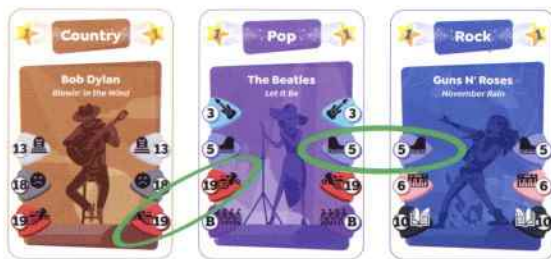 1 Country 1
Bob Dylan
Blowin' in the Wind
13 13
18 18
19 19
1 Pop 1
The Beatles
Let It Be
3 3
5 5
19 19
B B
1 Rock 1
Guns N' Roses
November Rain
5 5
6 6
10 10